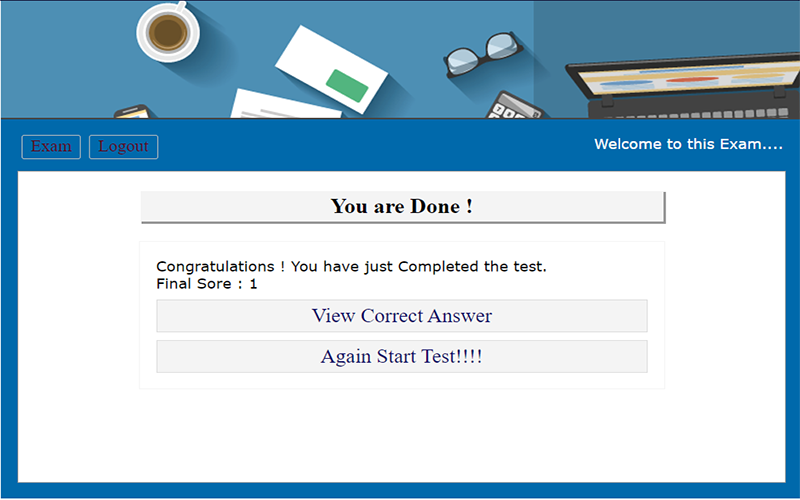 Exam Logout Welcome to this Exam....
You are Done !
Congratulations ! You have just Completed the test.
Final Sore : 1
View Correct Answer
Again Start Test!!!!